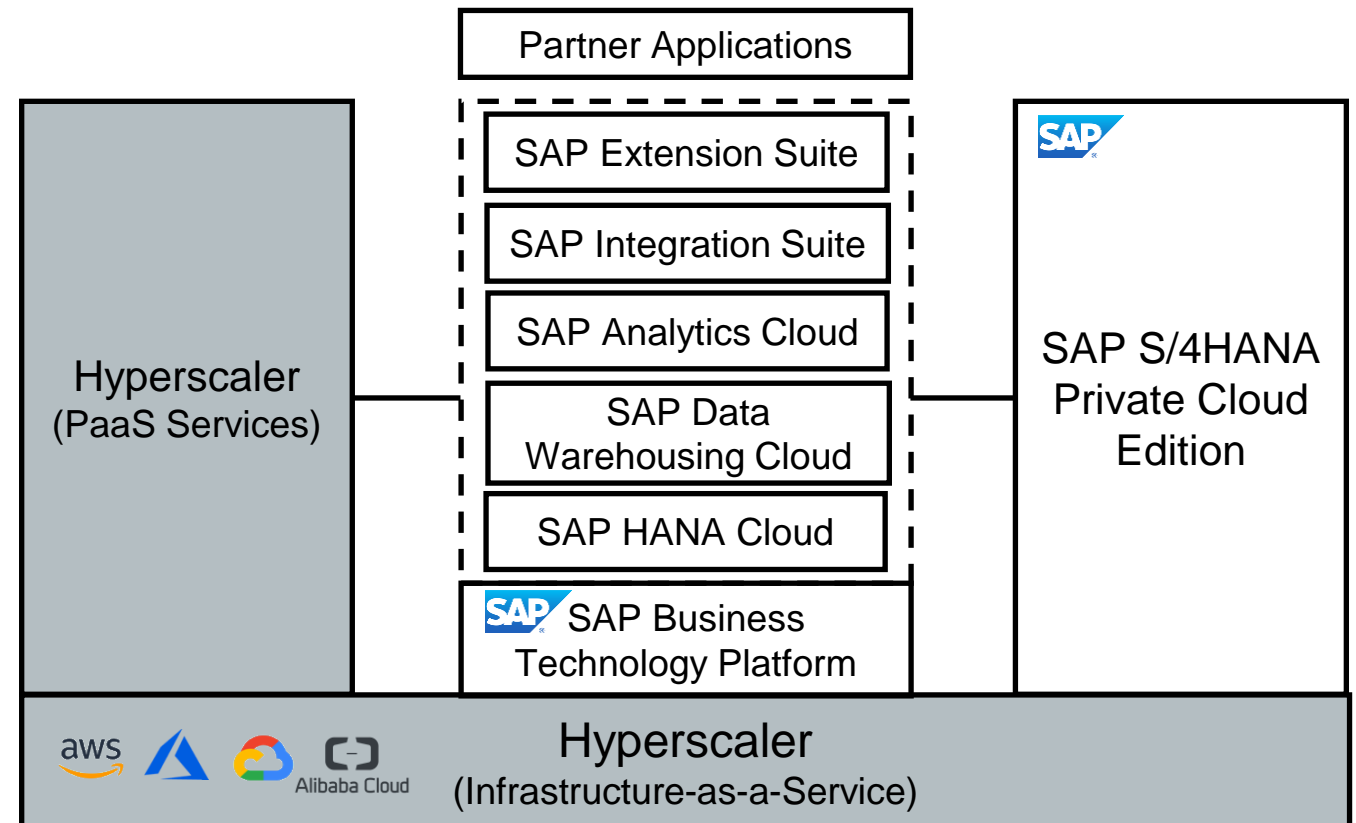 Partner Applications
SAP Extension Suite
SAP
SAP Integration Suite
SAP Analytics Cloud
Hyperscaler
(PaaS Services)
SAP Data
Warehousing Cloud
SAP S/4HANA
Private Cloud
Edition
SAP HANA Cloud
SAP SAP Business
Technology Platform
aws
Alibaba Cloud
Hyperscaler
(Infrastructure-as-a-Service)